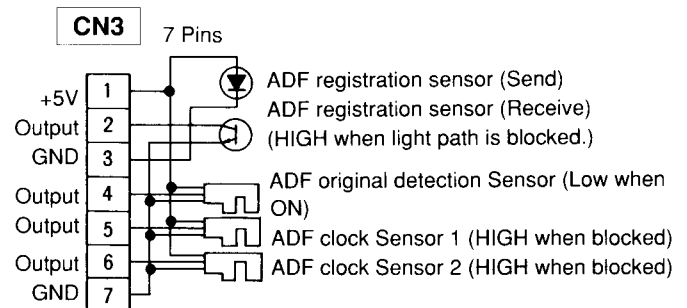 CN3
7 Pins
+5V 1
Output 2
GND 3
Output 4
Output 5
Output 6
GND 7
ADF registration sensor (Send)
ADF registration sensor (Receive)
(HIGH when light path is blocked.)
ADF original detection Sensor (Low when
ON)
ADF clock Sensor 1 (HIGH when blocked)
ADF clock Sensor 2 (HIGH when blocked)